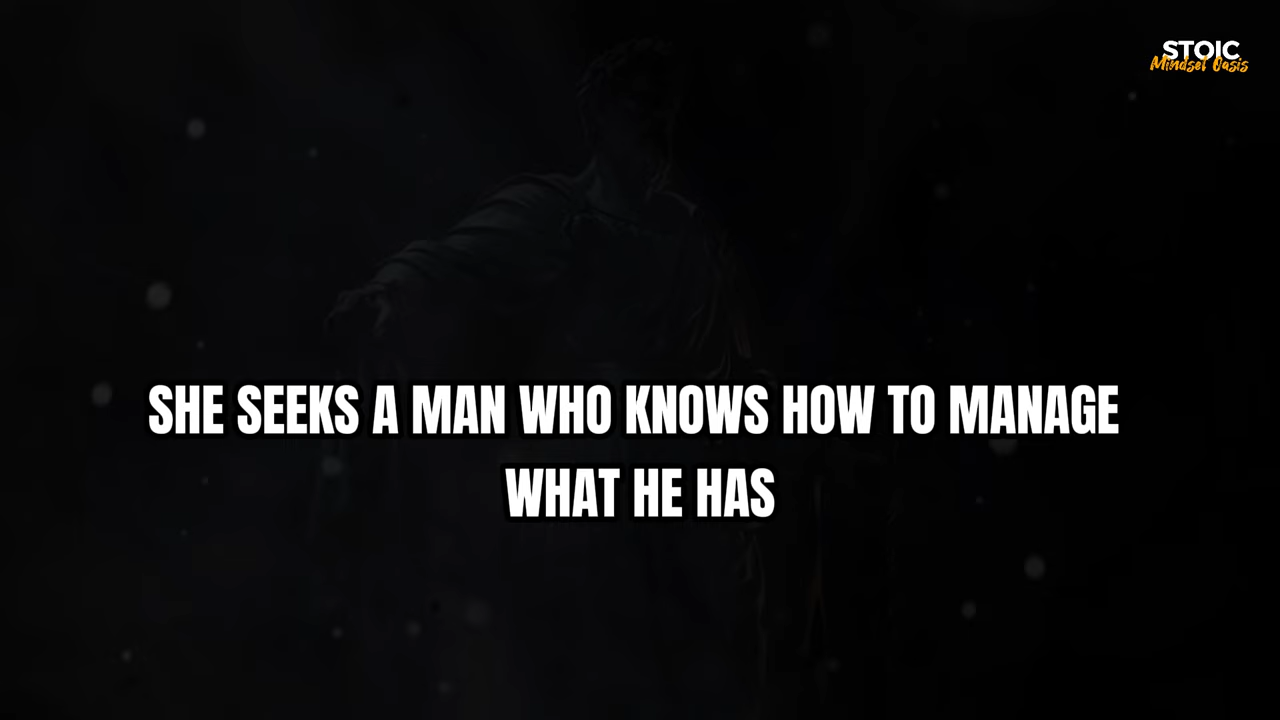 STOIC
Mindset Oasis
SHE SEEKS A MAN WHO KNOWS HOW TO MANAGE
WHAT HE HAS